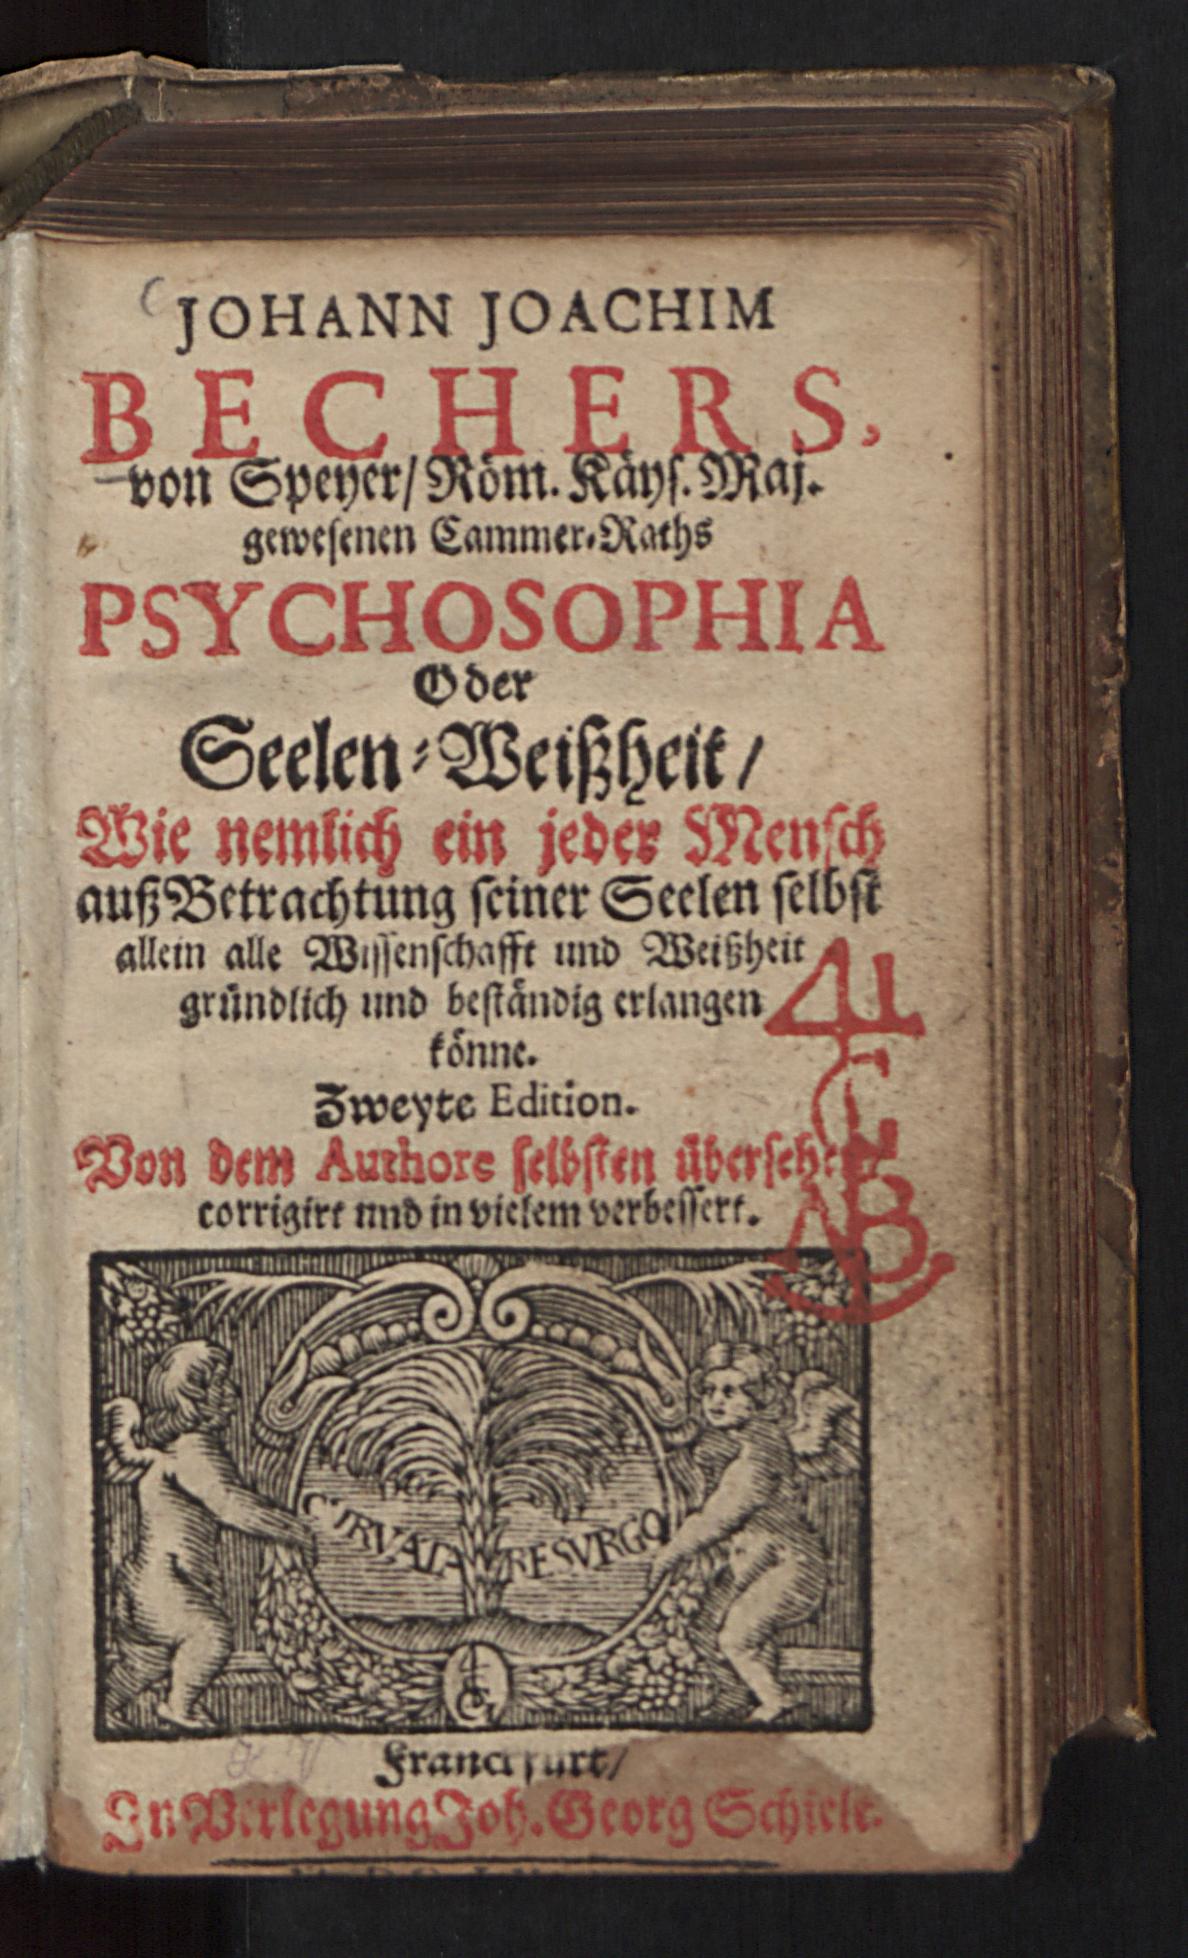 JOHANN JOACHIM
BECHERS,
von Speyer/ Röm. Käys. Maj.
gewesenen Cammer-Raths
PSYCHOSOPHIA
Oder
Seelen-Weißheit/
Wie nemlich ein jeder Mensch
auß Betrachtung seiner Seelen selbst
allein alle Wissenschafft und Weißheit
gründlich und beständig erlangen
könne.
Zweyte Edition.
Von dem Authore selbsten übersehen
corrigirt und in vielem verbessert.
CURVATA RESVRGO
Franckfurt/
In Verlegung Joh. Georg Schiele.